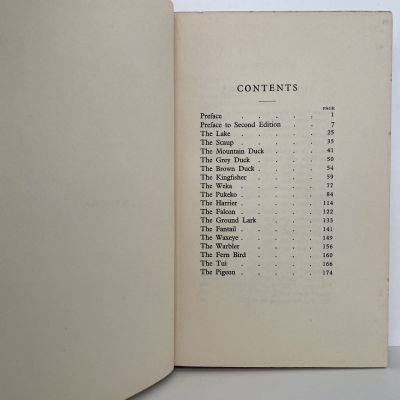 CONTENTS
PAGE
Preface . . . . . 1
Preface to Second Edition . . 7
The Lake . . . . . 25
The Scaup . . . . . 35
The Mountain Duck . . . 41
The Grey Duck . . . . 50
The Brown Duck . . . . 54
The Kingfisher . . . . 59
The Weka . . . . . 77
The Pukeko . . . . . 84
The Harrier . . . . . 114
The Falcon . . . . . 122
The Ground Lark . . . . 133
The Fantail . . . . . 141
The Waxeye . . . . . 149
The Warbler . . . . . 156
The Fern Bird . . . . 160
The Tui . . . . . 166
The Pigeon . . . . . 174